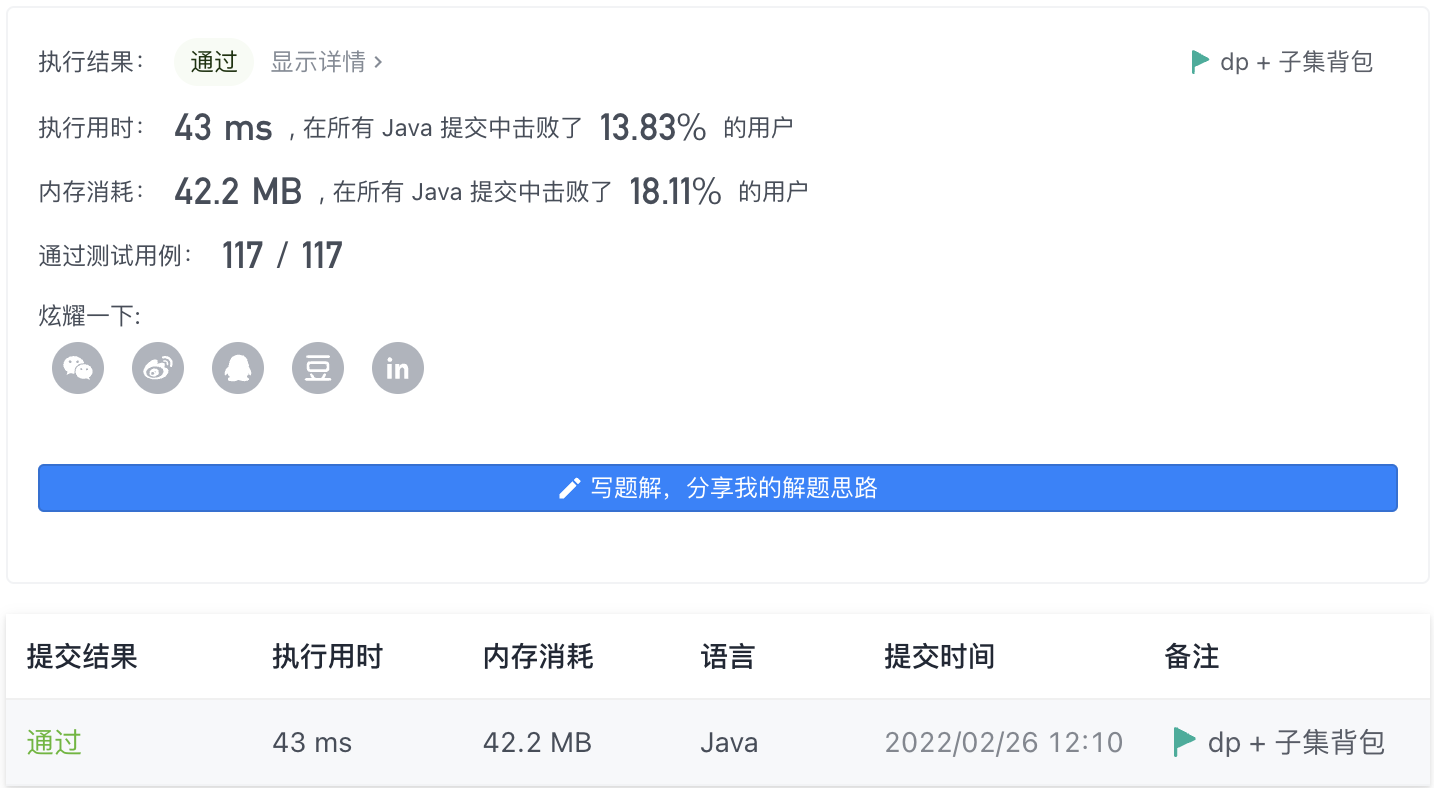 执行结果： 通过 显示详情 › dp + 子集背包
执行用时： 43 ms ，在所有 Java 提交中击败了 13.83% 的用户
内存消耗： 42.2 MB ，在所有 Java 提交中击败了 18.11% 的用户
通过测试用例： 117 / 117
炫耀一下:
豆 in
写题解，分享我的解题思路
提交结果 执行用时 内存消耗 语言 提交时间 备注
通过 43 ms 42.2 MB Java 2022/02/26 12:10 dp + 子集背包